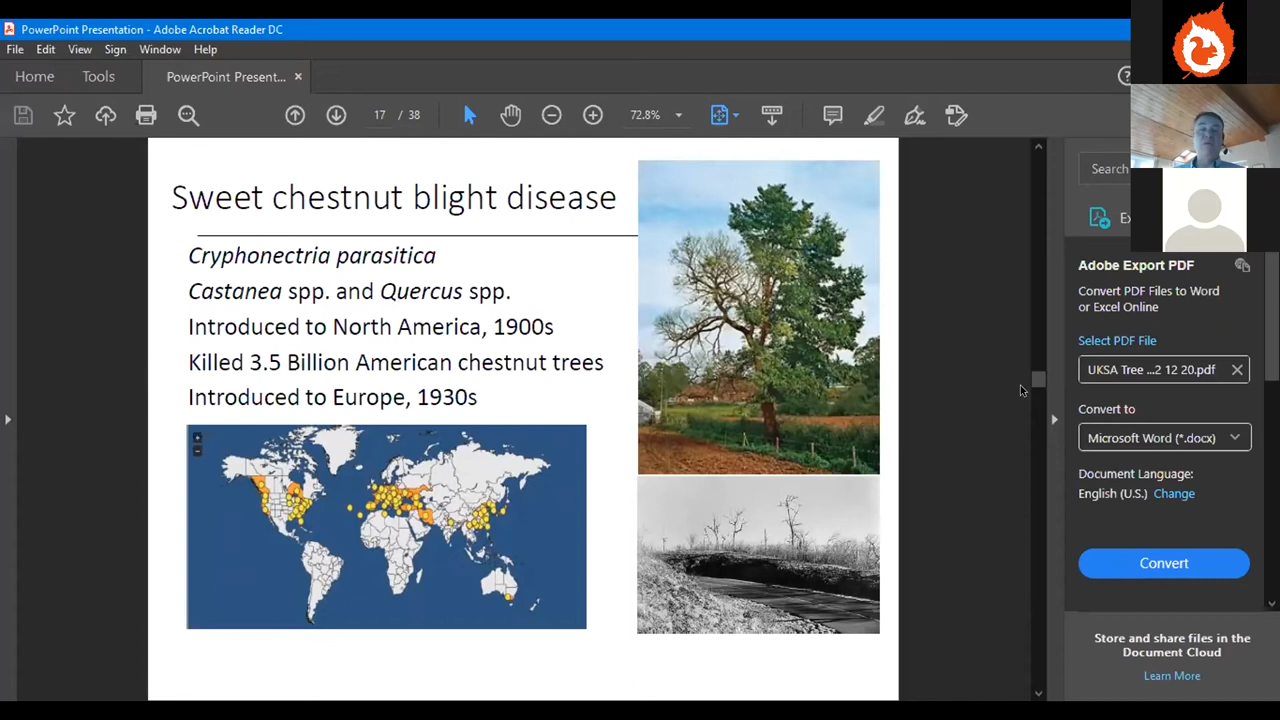 PowerPoint Presentation - Adobe Acrobat Reader DC
File Edit View Sign Window Help
Home Tools PowerPoint Present... ×
17 / 38 72.8%
Sweet chestnut blight disease
Cryphonectria parasitica
Castanea spp. and Quercus spp.
Introduced to North America, 1900s
Killed 3.5 Billion American chestnut trees
Introduced to Europe, 1930s
Search
Ex
Adobe Export PDF
Convert PDF Files to Word
or Excel Online
Select PDF File
UKSA Tree ...2 12 20.pdf
Convert to
Microsoft Word (*.docx)
Document Language:
English (U.S.) Change
Convert
Store and share files in the
Document Cloud
Learn More